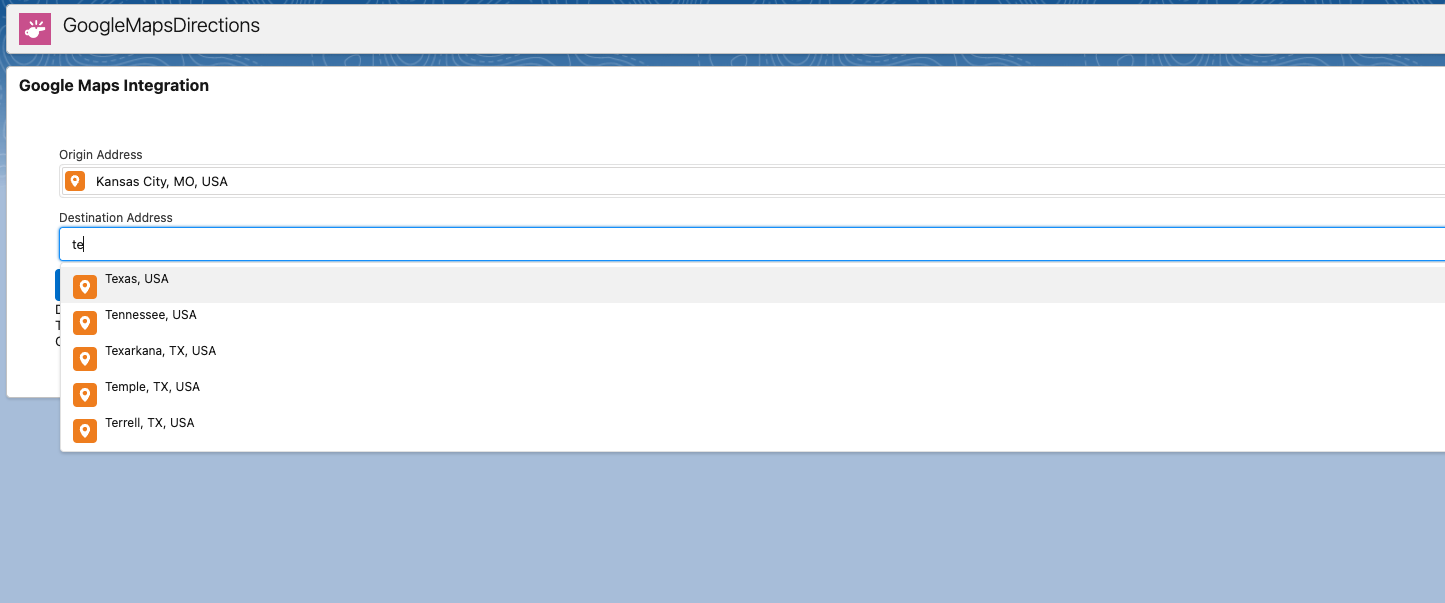 GoogleMapsDirections
Google Maps Integration
Origin Address
Kansas City, MO, USA
Destination Address
te
Texas, USA
Tennessee, USA
Texarkana, TX, USA
Temple, TX, USA
Terrell, TX, USA